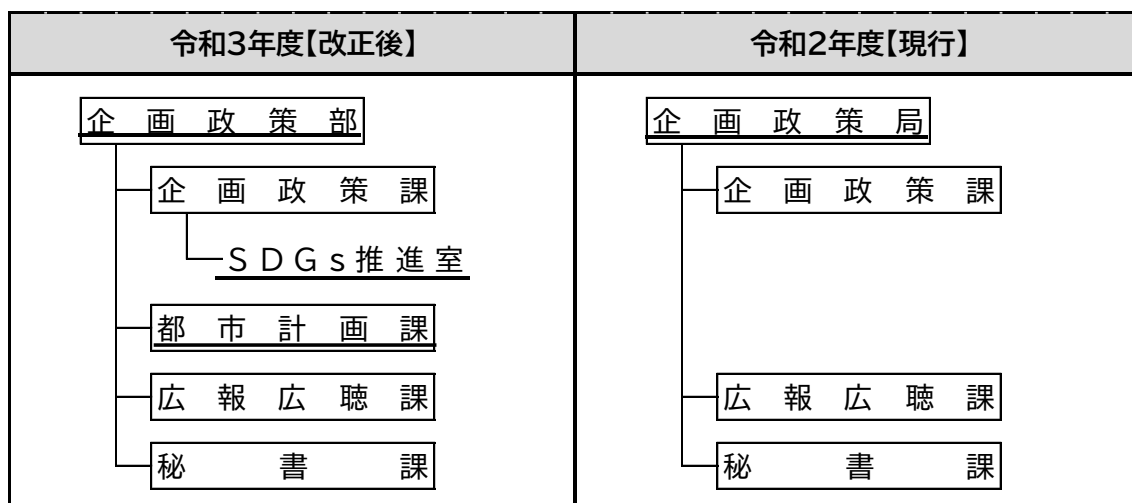 令和3年度【改正後】
令和2年度【現行】
企画政策部
企画政策課
SDGs推進室
都市計画課
広報広聴課
秘書課
企画政策局
企画政策課
広報広聴課
秘書課